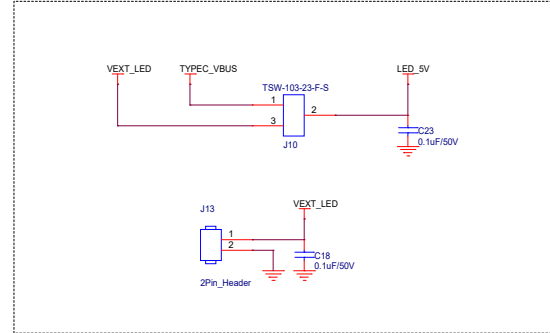 VEXT_LED TYPEC_VBUS LED_5V
TSW-103-23-F-S
1
2
3
C23
0.1uF/50V
J10
VEXT_LED
J13
1
2
C18
0.1uF/50V
2Pin_Header